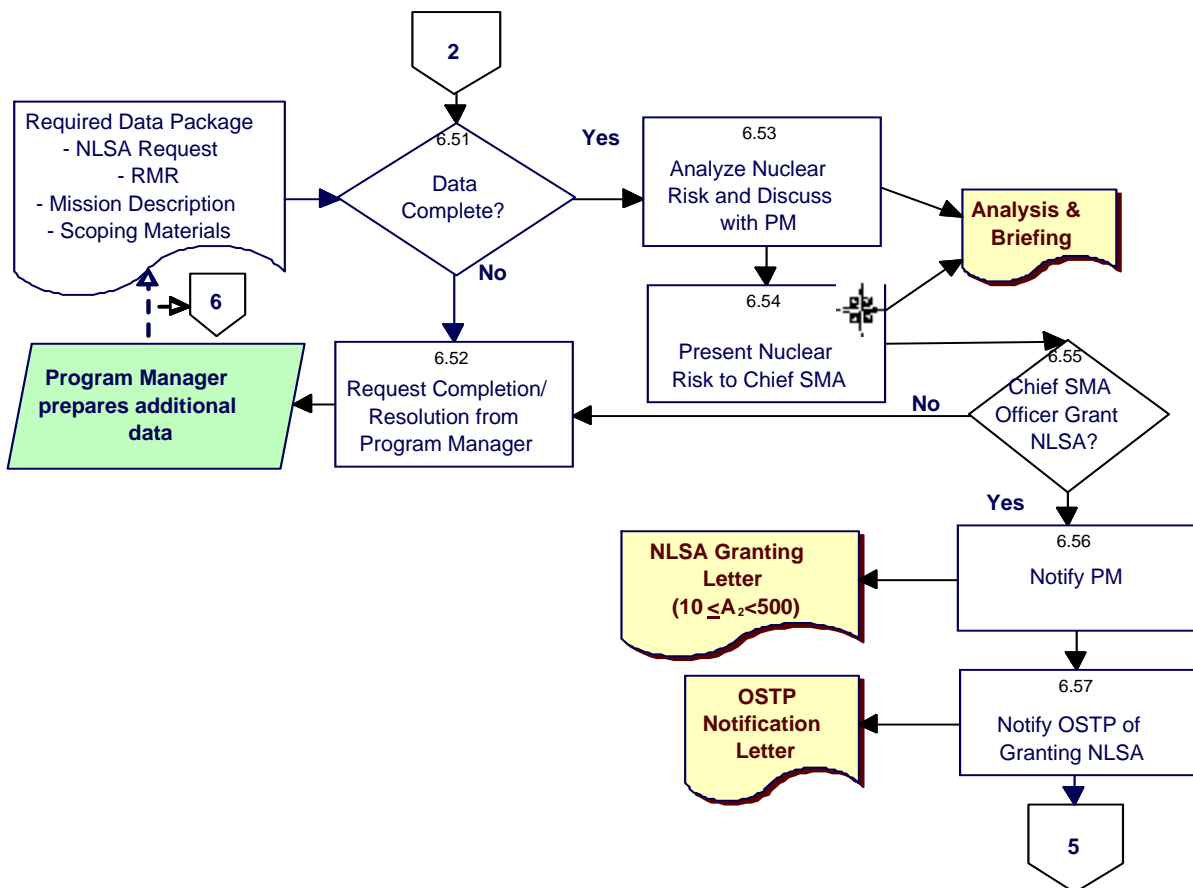 2
Required Data Package
- NLSA Request
- RMR
- Mission Description
- Scoping Materials
6.51
Data
Complete?
Yes
No
6.53
Analyze Nuclear
Risk and Discuss
with PM
Analysis &
Briefing
6
6.54
Present Nuclear
Risk to Chief SMA
Program Manager
prepares additional
data
6.52
Request Completion/
Resolution from
Program Manager
No
6.55
Chief SMA
Officer Grant
NLSA?
Yes
NLSA Granting
Letter
(10 ≤A₂<500)
6.56
Notify PM
OSTP
Notification
Letter
6.57
Notify OSTP of
Granting NLSA
5